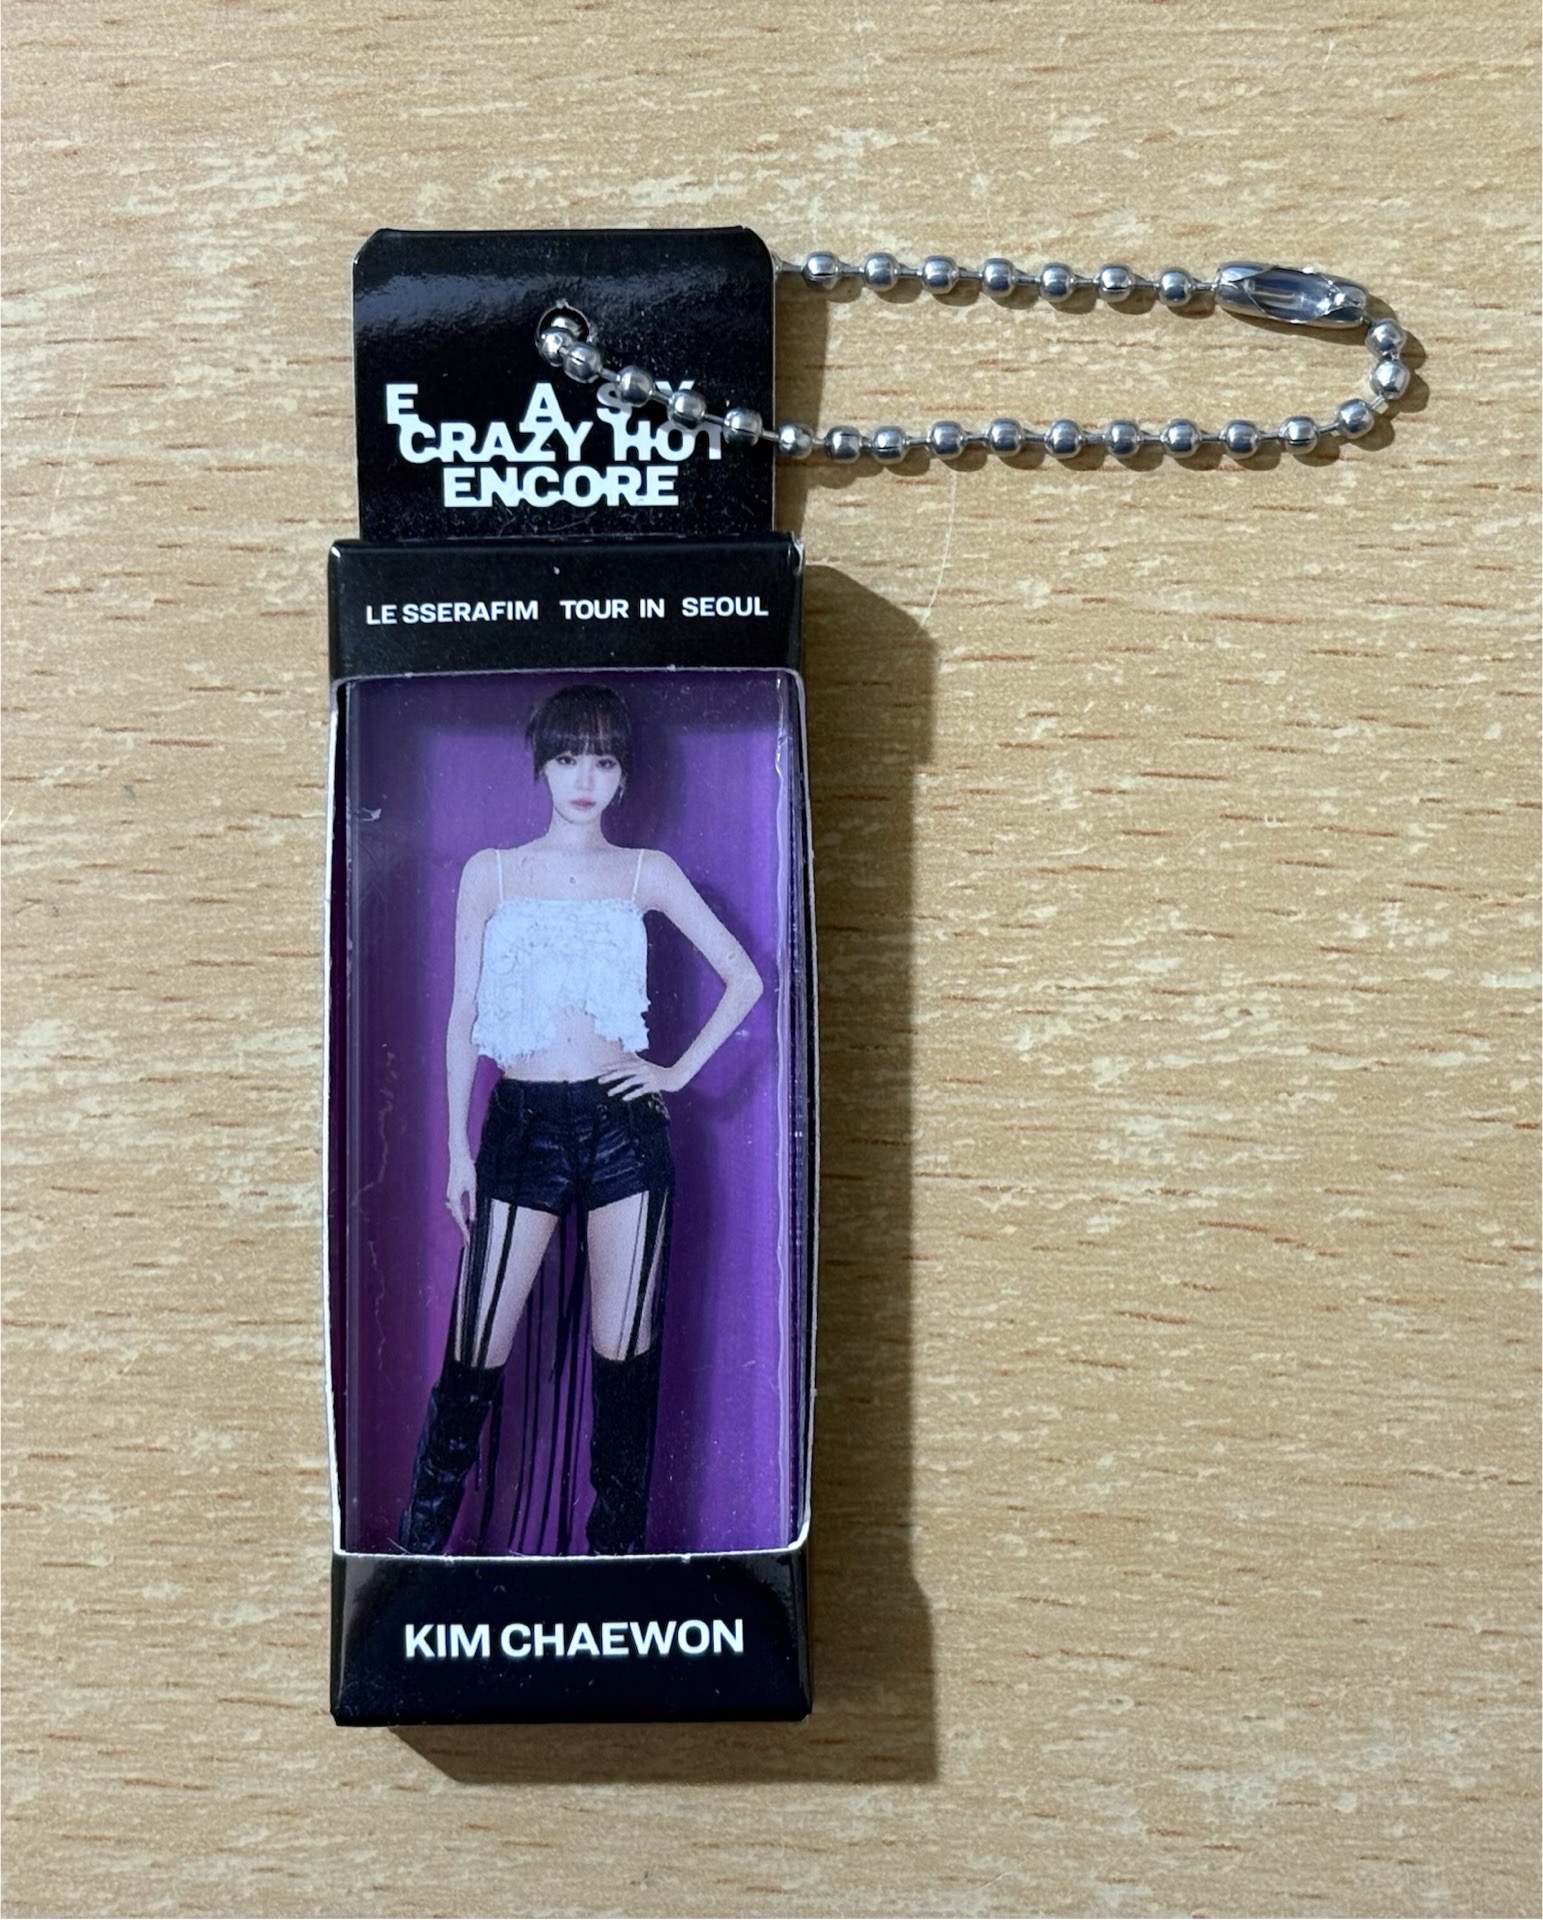 E A S Y
CRAZY HOT
ENCORE
LE SSERAFIM TOUR IN SEOUL
KIM CHAEWON